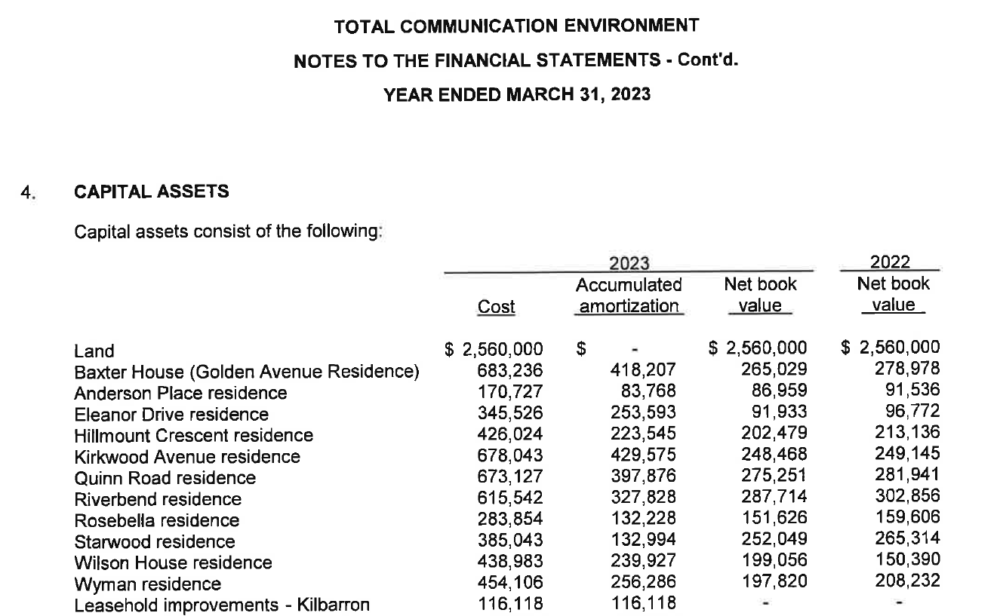 TOTAL COMMUNICATION ENVIRONMENT
NOTES TO THE FINANCIAL STATEMENTS - Cont'd.
YEAR ENDED MARCH 31, 2023
4. CAPITAL ASSETS
Capital assets consist of the following:
2023 2022
Accumulated Net book Net book
Cost amortization value value
Land $ 2,560,000 $ - $ 2,560,000 $ 2,560,000
Baxter House (Golden Avenue Residence) 683,236 418,207 265,029 278,978
Anderson Place residence 170,727 83,768 86,959 91,536
Eleanor Drive residence 345,526 253,593 91,933 96,772
Hillmount Crescent residence 426,024 223,545 202,479 213,136
Kirkwood Avenue residence 678,043 429,575 248,468 249,145
Quinn Road residence 673,127 397,876 275,251 281,941
Riverbend residence 615,542 327,828 287,714 302,856
Rosebella residence 283,854 132,228 151,626 159,606
Starwood residence 385,043 132,994 252,049 265,314
Wilson House residence 438,983 239,927 199,056 150,390
Wyman residence 454,106 256,286 197,820 208,232
Leasehold improvements - Kilbarron 116,118 116,118 - -